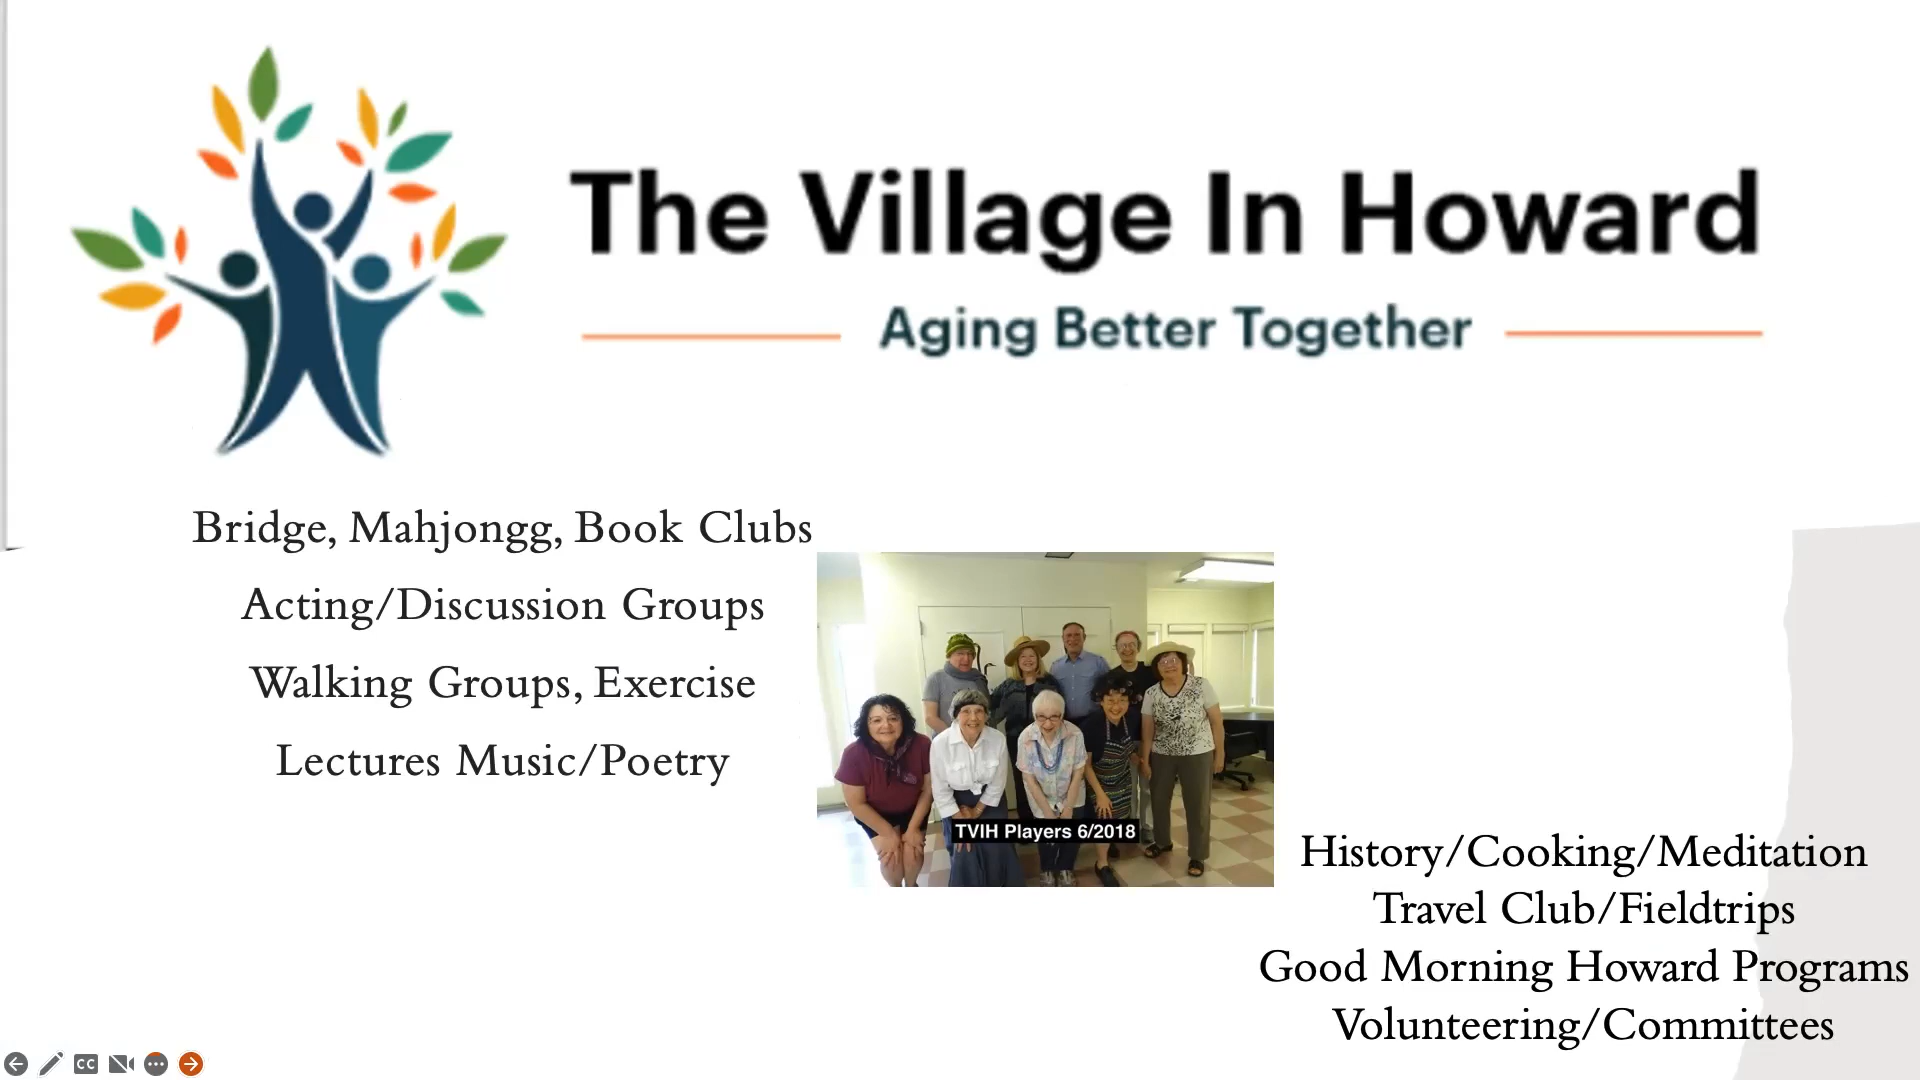 The Village In Howard
Aging Better Together
Bridge, Mahjongg, Book Clubs
Acting/Discussion Groups
Walking Groups, Exercise
Lectures Music/Poetry
TVIH Players 6/2018
History/Cooking/Meditation
Travel Club/Fieldtrips
Good Morning Howard Programs
Volunteering/Committees
CC